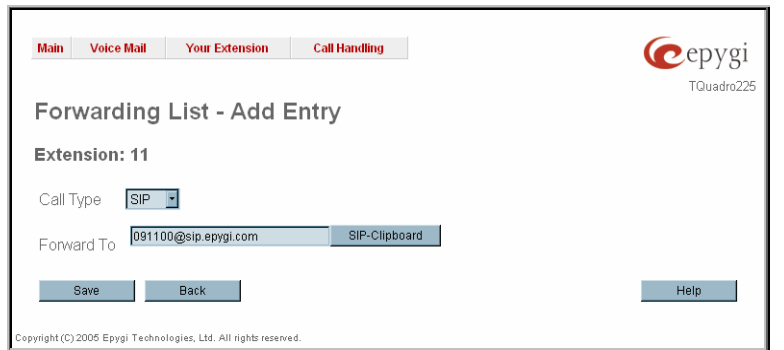 Main Voice Mail Your Extension Call Handling
epygi
TQuadro225
Forwarding List - Add Entry
Extension: 11
Call Type SIP
Forward To 091100@sip.epygi.com SIP-Clipboard
Save Back Help
Copyright (C) 2005 Epygi Technologies, Ltd. All rights reserved.